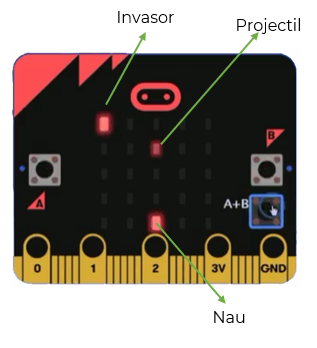 Invasor
Projectil
B
A+B
A
0 1 2 3V GND
Nau